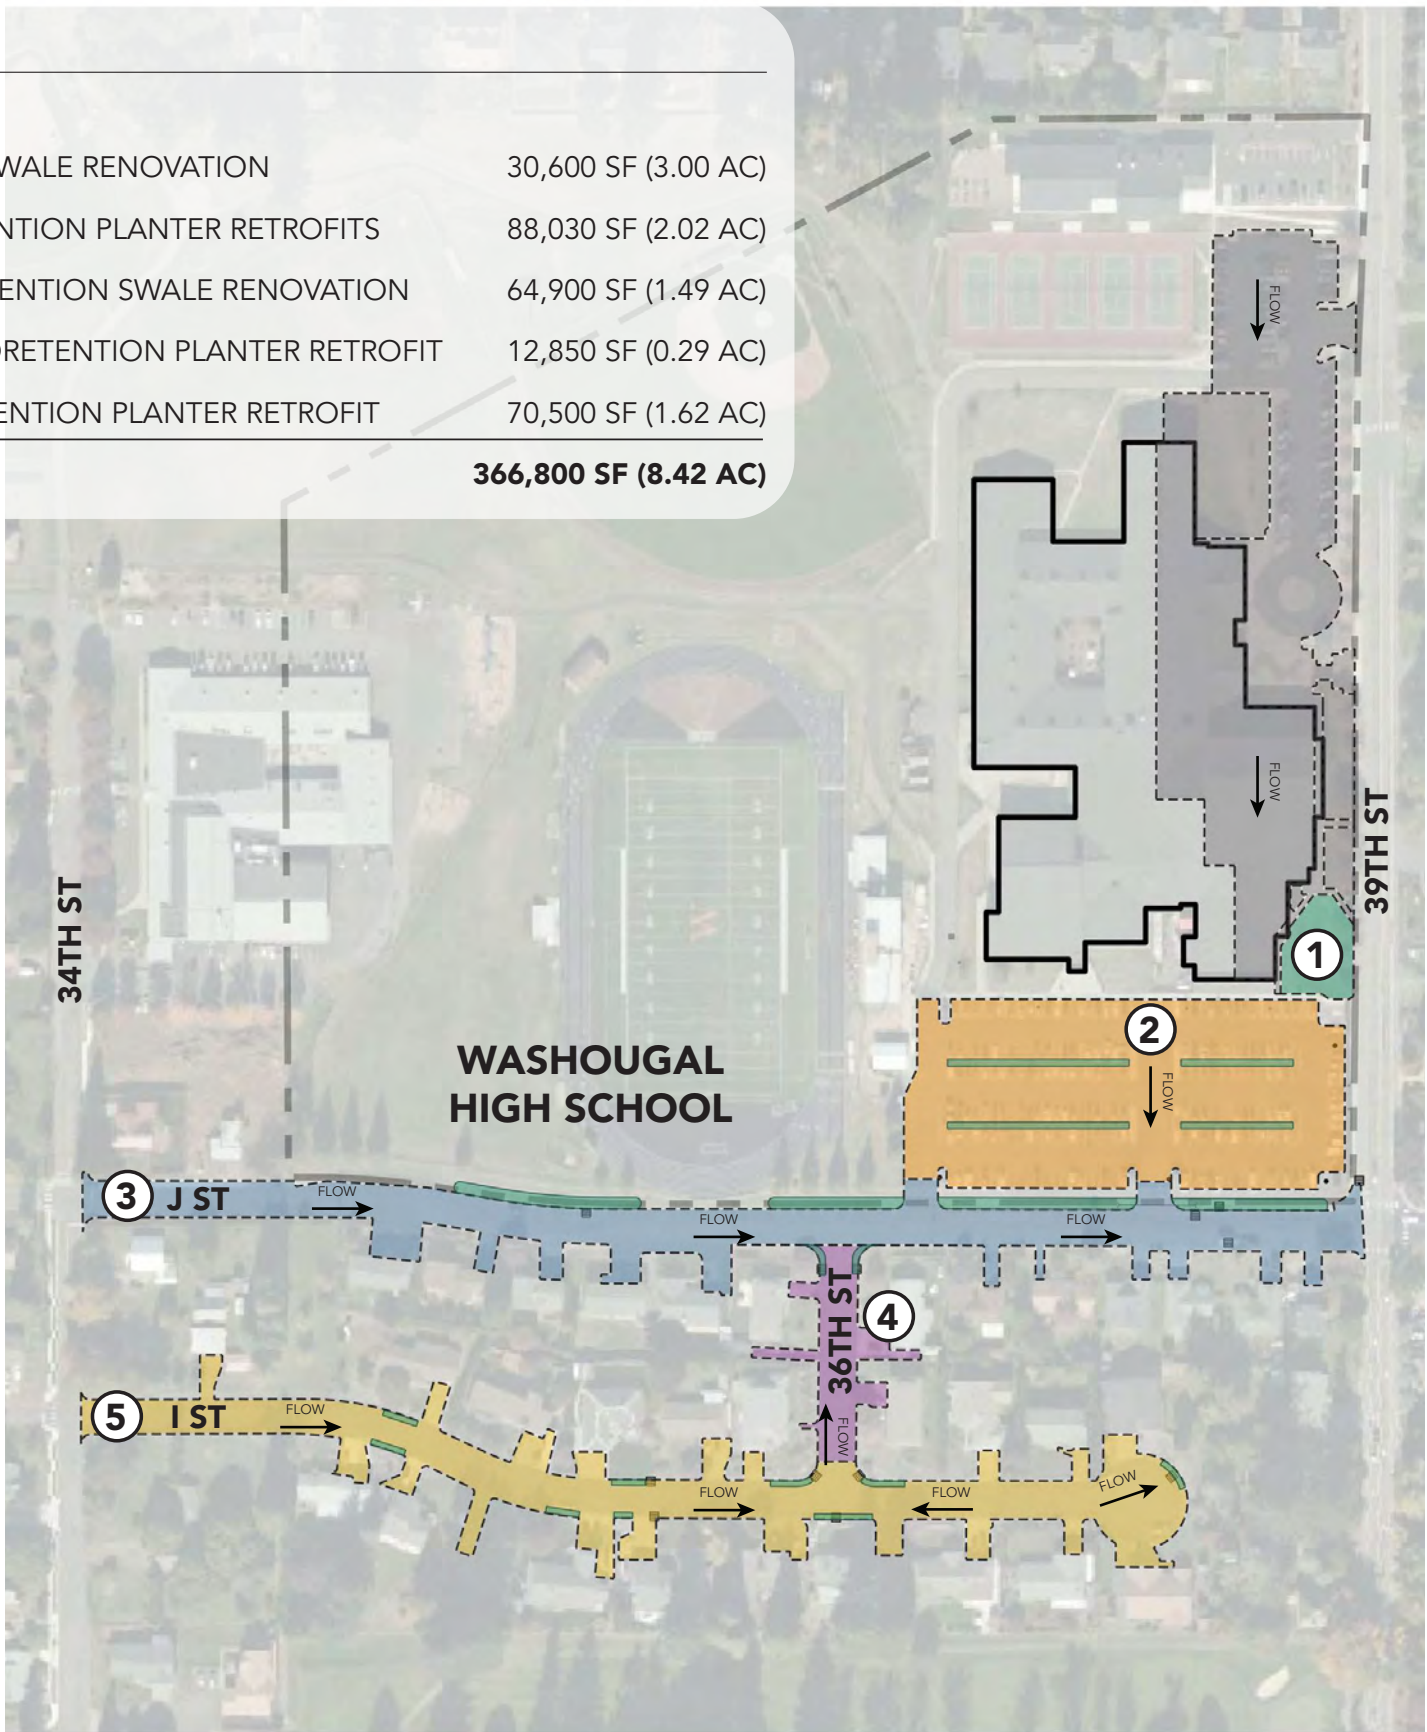 WALE RENOVATION 30,600 SF (3.00 AC)
NTION PLANTER RETROFITS 88,030 SF (2.02 AC)
ENTION SWALE RENOVATION 64,900 SF (1.49 AC)
RETENTION PLANTER RETROFIT 12,850 SF (0.29 AC)
ENTION PLANTER RETROFIT 70,500 SF (1.62 AC)
366,800 SF (8.42 AC)
FLOW
FLOW
39TH ST
34TH ST
1
2
FLOW
WASHOUGAL
HIGH SCHOOL
3 J ST
FLOW
FLOW
FLOW
36TH ST
4
FLOW
5 I ST
FLOW
FLOW
FLOW
FLOW